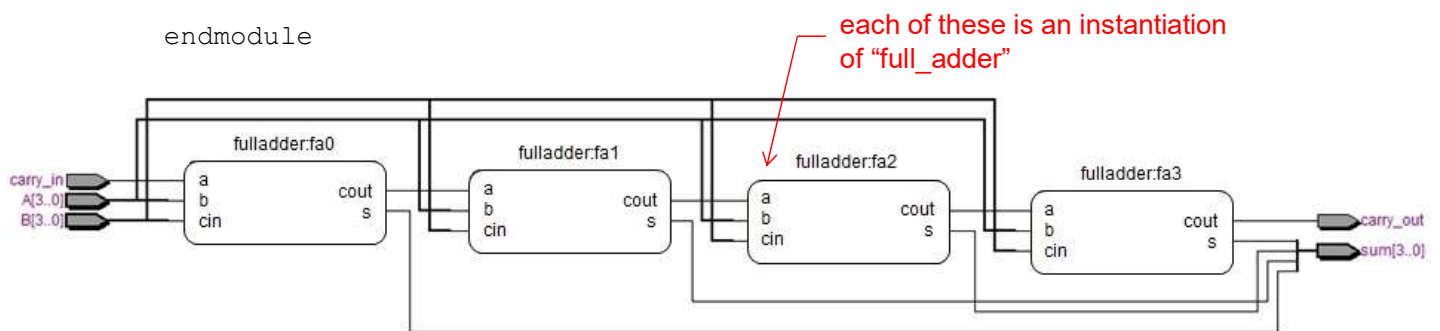 each of these is an instantiation
endmodule
of “full_adder”
fulladder:fa0
fulladder:fa1
fulladder:fa2
fulladder:fa3
carry_in
A[3..0]
B[3..0]
a
b
cin
cout
s
a
b
cin
cout
s
a
b
cin
cout
s
a
b
cin
cout
s
carry_out
sum[3..0]